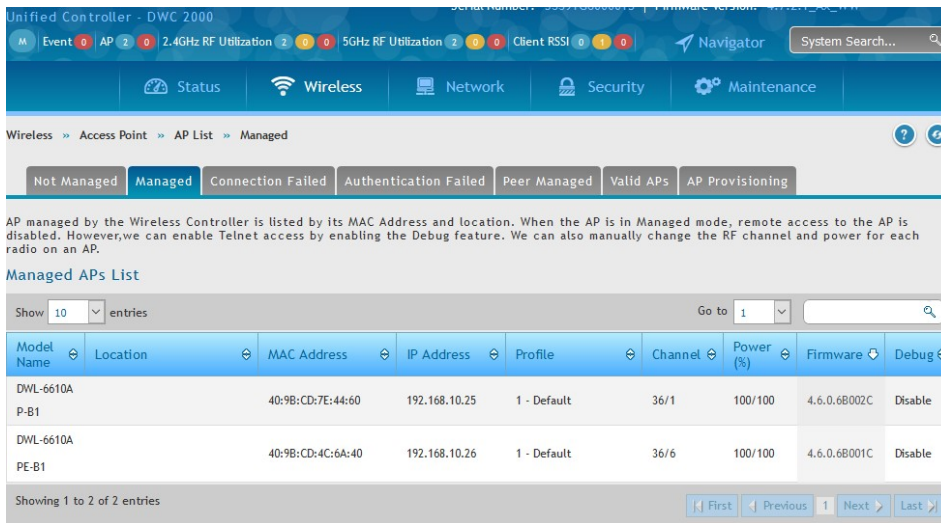 Unified Controller - DWC 2000
M Event 0 AP 2 0 2.4GHz RF Utilization 2 0 0 5GHz RF Utilization 2 0 0 Client RSSI 0 1 0 Navigator System Search...
Status Wireless Network Security Maintenance
Wireless » Access Point » AP List » Managed ?
Not Managed Managed Connection Failed Authentication Failed Peer Managed Valid APs AP Provisioning
AP managed by the Wireless Controller is listed by its MAC Address and location. When the AP is in Managed mode, remote access to the AP is
disabled. However,we can enable Telnet access by enabling the Debug feature. We can also manually change the RF channel and power for each
radio on an AP.
Managed APs List
Show 10 entries Go to 1
Model Name Location MAC Address IP Address Profile Channel Power (%) Firmware Debug
DWL-6610A
P-B1 40:9B:CD:7E:44:60 192.168.10.25 1 - Default 36/1 100/100 4.6.0.6B002C Disable
DWL-6610A
PE-B1 40:9B:CD:4C:6A:40 192.168.10.26 1 - Default 36/6 100/100 4.6.0.6B001C Disable
Showing 1 to 2 of 2 entries First Previous 1 Next Last